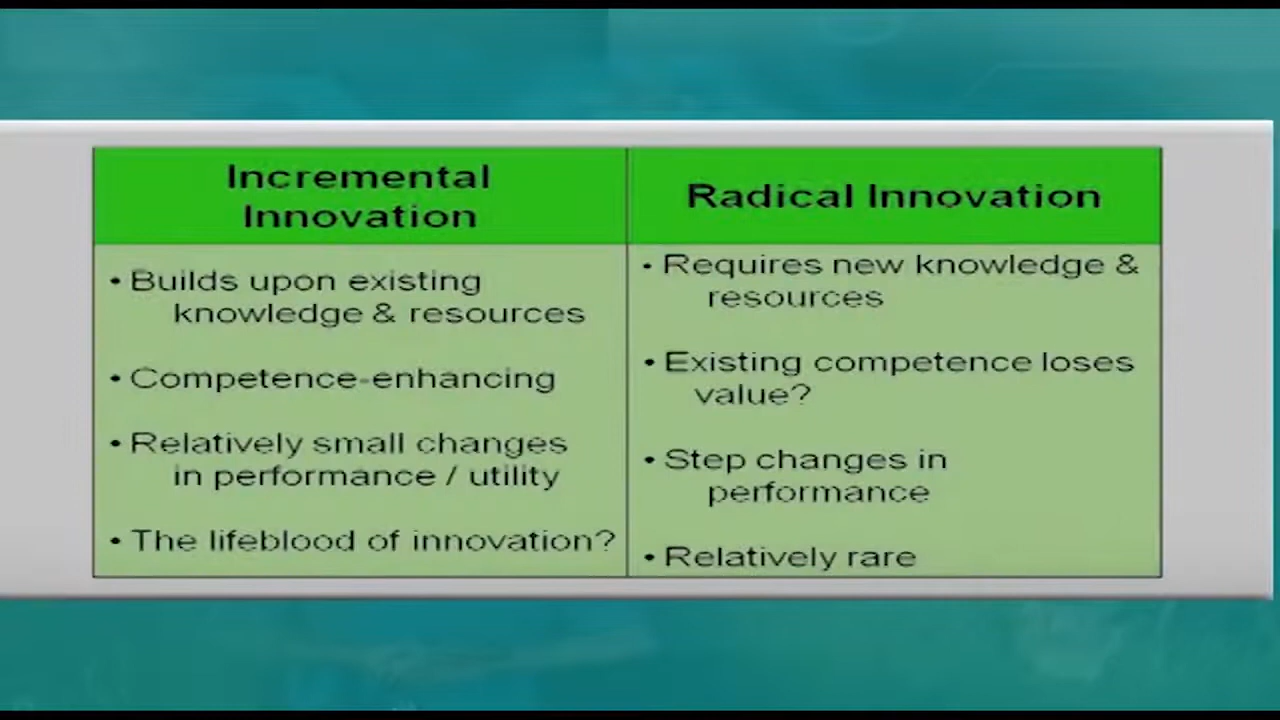 Incremental
Innovation
• Builds upon existing
knowledge & resources
• Competence-enhancing
• Relatively small changes
in performance / utility
• The lifeblood of innovation?
Radical Innovation
• Requires new knowledge &
resources
• Existing competence loses
value?
• Step changes in
performance
• Relatively rare